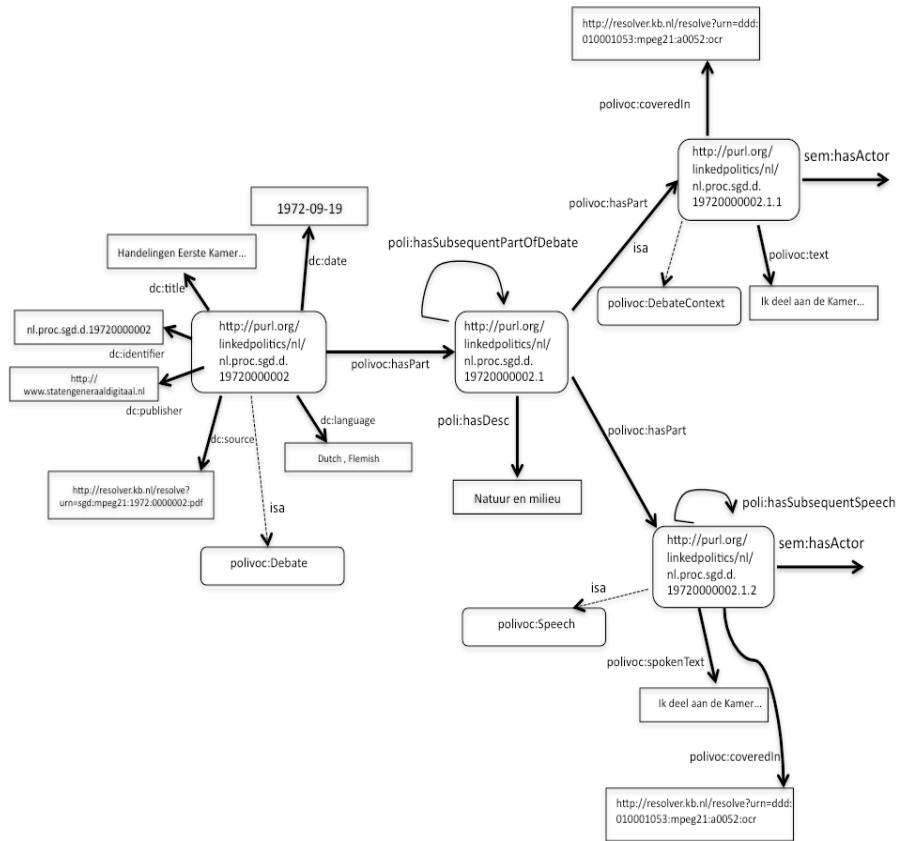 http://resolver.kb.nl/resolve?urn=ddd:
010001053:mpeg21:a0052:ocr
polivoc:coveredIn
http://purl.org/
linkedpolitics/nl/
nl.proc.sgd.d.
19720000002.1.1
sem:hasActor
polivoc:hasPart
isa
polivoc:text
polivoc:DebateContext
Ik deel aan de Kamer...
1972-09-19
dc:date
Handelingen Eerste Kamer...
dc:title
nl.proc.sgd.d.19720000002
dc:identifier
http://
www.statengeneraaldigitaal.nl
dc:publisher
http://purl.org/
linkedpolitics/nl/
nl.proc.sgd.d.
19720000002
dc:source
http://resolver.kb.nl/resolve?
urn=sgd:mpeg21:1972:0000002:pdf
dc:language
Dutch , Flemish
isa
polivoc:Debate
polivoc:hasPart
poli:hasSubsequentPartOfDebate
http://purl.org/
linkedpolitics/nl/
nl.proc.sgd.d.
19720000002.1
poli:hasDesc
Natuur en milieu
polivoc:hasPart
poli:hasSubsequentSpeech
http://purl.org/
linkedpolitics/nl/
nl.proc.sgd.d.
19720000002.1.2
sem:hasActor
isa
polivoc:Speech
polivoc:spokenText
Ik deel aan de Kamer...
polivoc:coveredIn
http://resolver.kb.nl/resolve?urn=ddd:
010001053:mpeg21:a0052:ocr